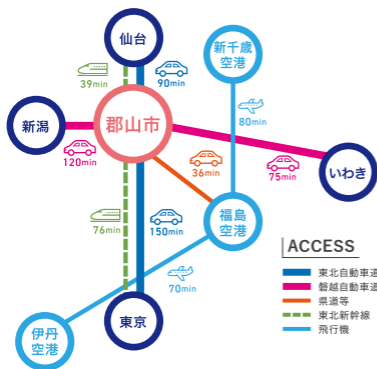 仙台
新千歳
空港
39min
90min
80min
新潟
郡山市
120min
36min
75min
いわき
76min
150min
福島
空港
70min
伊丹
空港
東京
ACCESS
東北自動車道
磐越自動車道
県道等
東北新幹線
飛行機